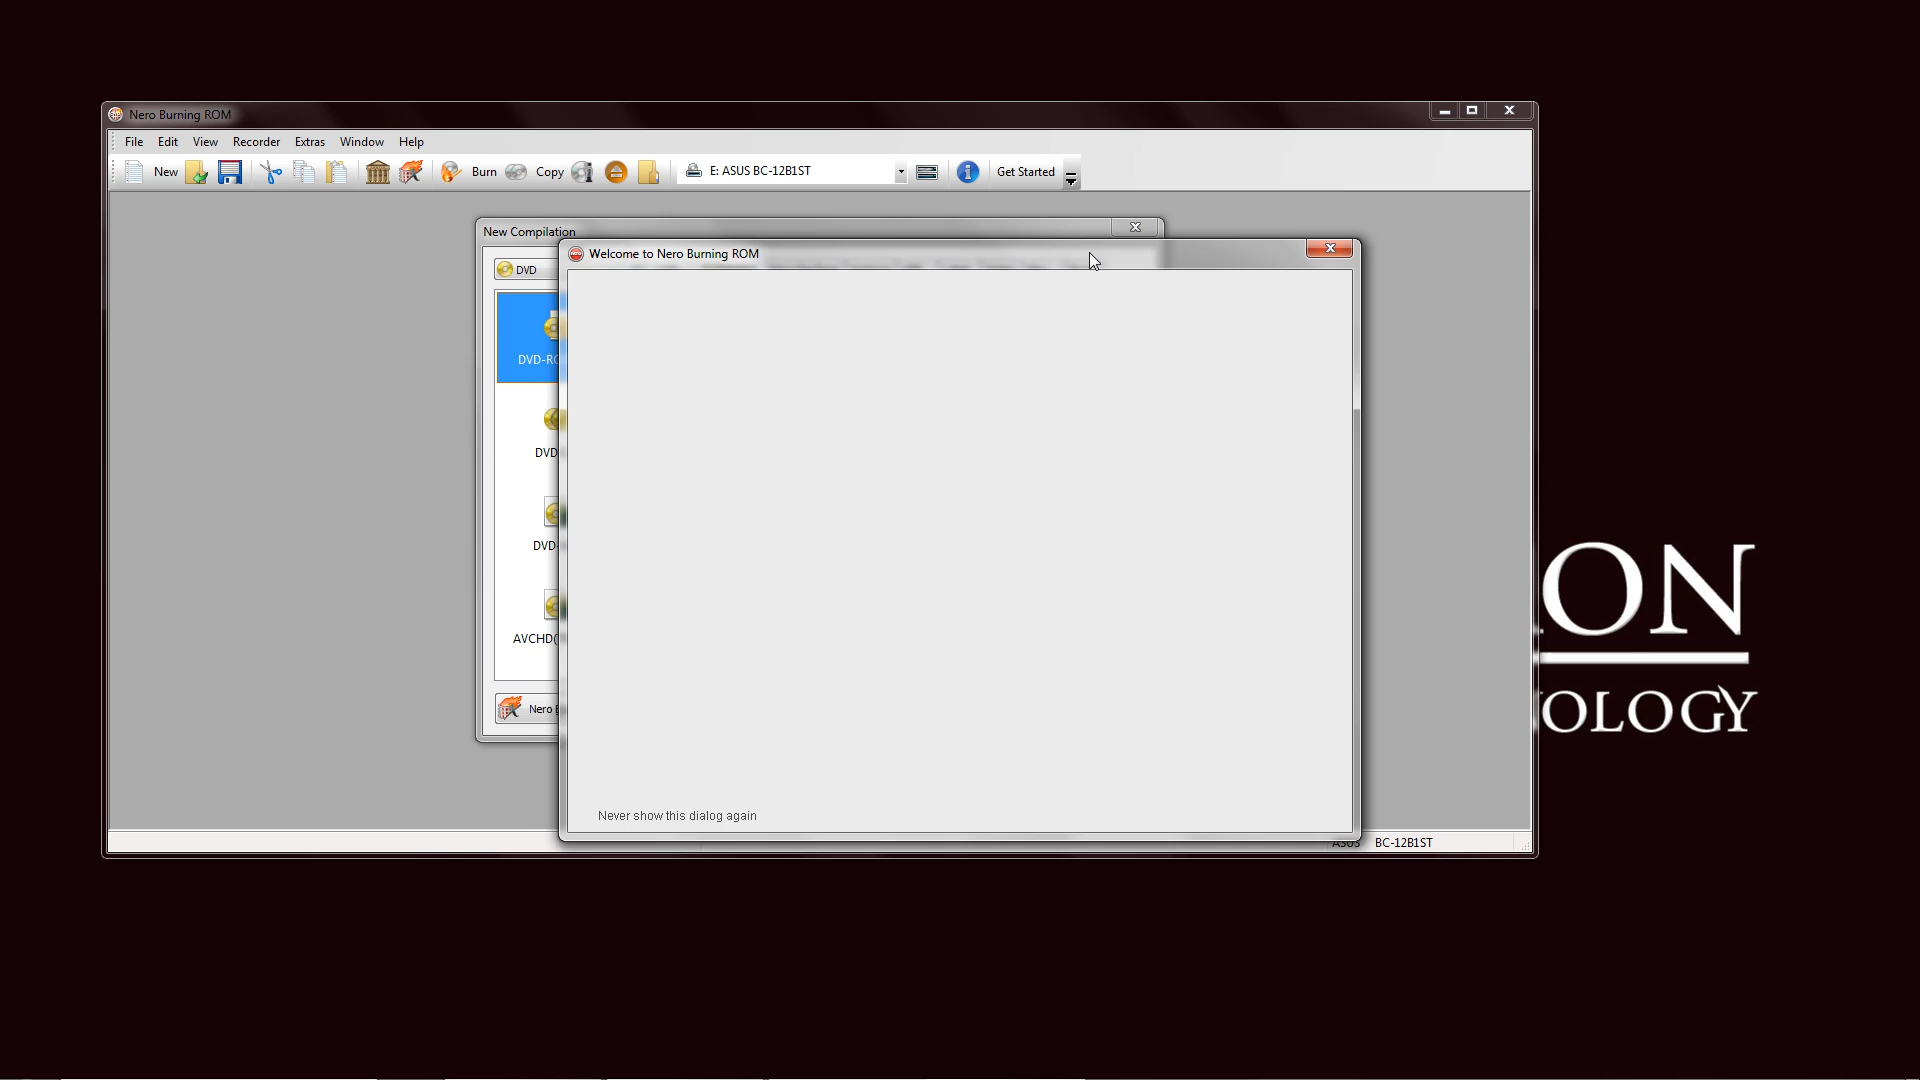 Nero Burning ROM
File Edit View Recorder Extras Window Help
New Burn Copy E: ASUS BC-12B1ST Get Started
New Compilation
Welcome to Nero Burning ROM
DVD
DVD-RO
DVD
DVD-
AVCHD(
Nero
Never show this dialog again
ASUS BC-12B1ST
ON
OLOGY